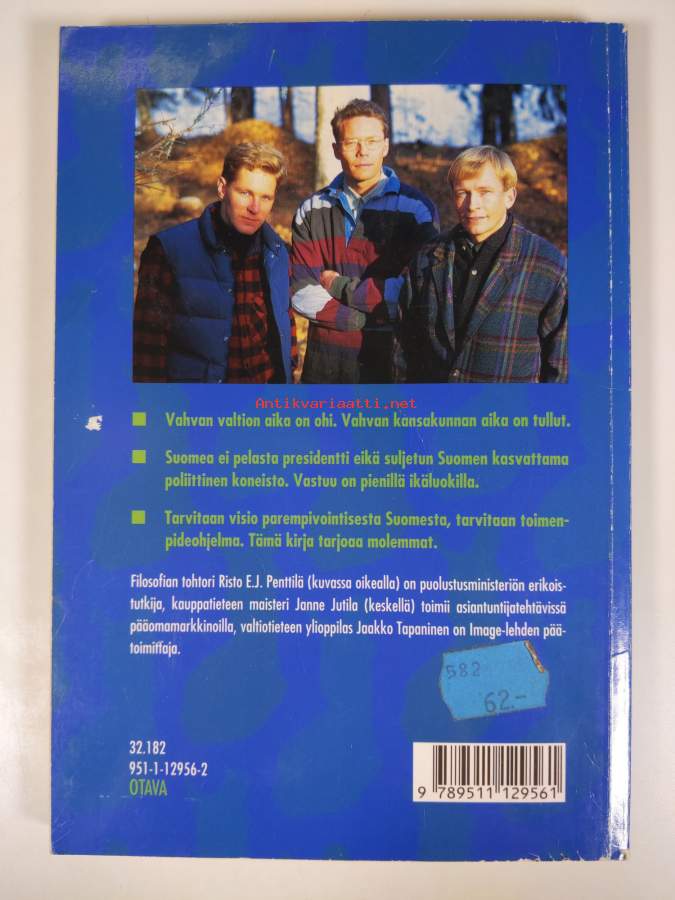 Antikvariaatti.net
Vahvan valtion aika on ohi. Vahvan kansakunnan aika on tullut.
Suomea ei pelasta presidentti eikä suljetun Suomen kasvattama
poliittinen koneisto. Vastuu on pienillä ikäluokilla.
Tarvitaan visio parempivointisesta Suomesta, tarvitaan toimen-
pideohjelma. Tämä kirja tarjoaa molemmat.
Filosofian tohtori Risto E.J. Penttilä (kuvassa oikealla) on puolustusministeriön erikois-
tutkija, kauppatieteen maisteri Janne Jutila (keskellä) toimii asiantuntijatehtävissä
pääomamarkkinoilla, valtiotieteen ylioppilas Jaakko Tapaninen on Image-lehden pää-
toimittaja.
582
62.-
32.182
951-1-12956-2
OTAVA
9 789511 129561